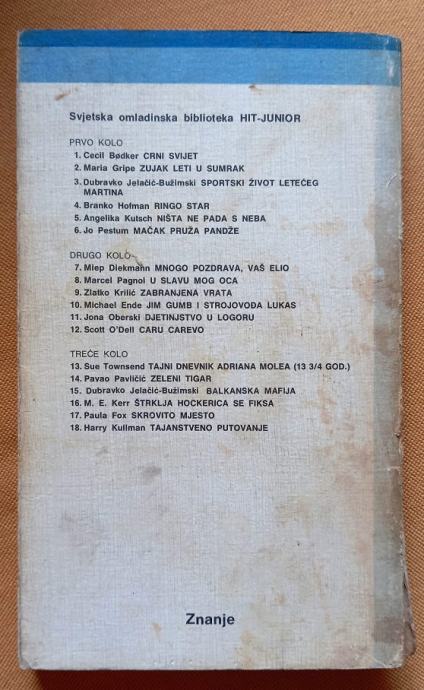 Svjetska omladinska biblioteka HIT-JUNIOR
PRVO KOLO
1. Cecil Bødker CRNI SVIJET
2. Maria Gripe ZUJAK LETI U SUMRAK
3. Dubravko Jelačić-Bužimski SPORTSKI ŽIVOT LETEĆEG
MARTINA
4. Branko Hofman RINGO STAR
5. Angelika Kutsch NIŠTA NE PADA S NEBA
6. Jo Pestum MAČAK PRUŽA PANDŽE
DRUGO KOLO
7. Miep Diekmann MNOGO POZDRAVA, VAŠ ELIO
8. Marcel Pagnol U SLAVU MOG OCA
9. Zlatko Krilić ZABRANJENA VRATA
10. Michael Ende JIM GUMB I STROJOVOĐA LUKAS
11. Jona Oberski DJETINJSTVO U LOGORU
12. Scott O'Dell CARU CAREVO
TREĆE KOLO
13. Sue Townsend TAJNI DNEVNIK ADRIANA MOLEA (13 3/4 GOD.)
14. Pavao Pavličić ZELENI TIGAR
15. Dubravko Jelačić-Bužimski BALKANSKA MAFIJA
16. M. E. Kerr ŠTRKLJA HOCKERICA SE FIKSA
17. Paula Fox SKROVITO MJESTO
18. Harry Kullman TAJANSTVENO PUTOVANJE
Znanje